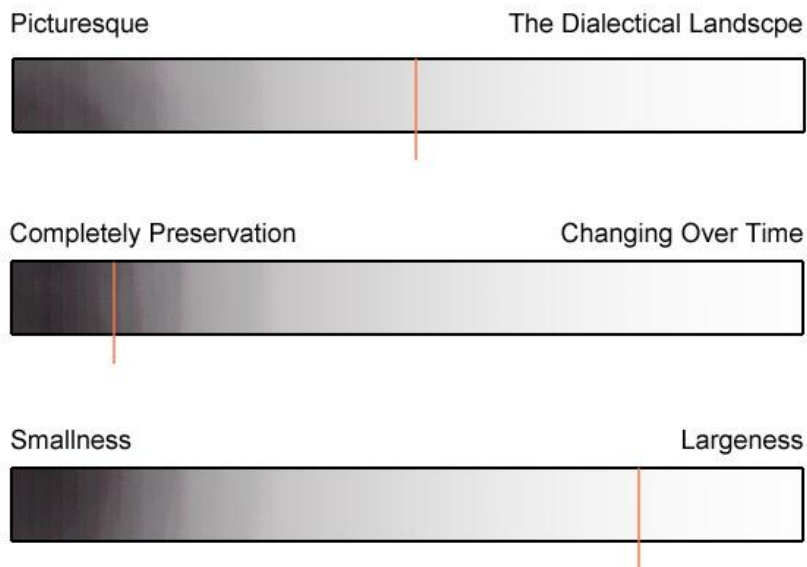 Picturesque The Dialectical Landscpe
Completely Preservation Changing Over Time
Smallness Largeness